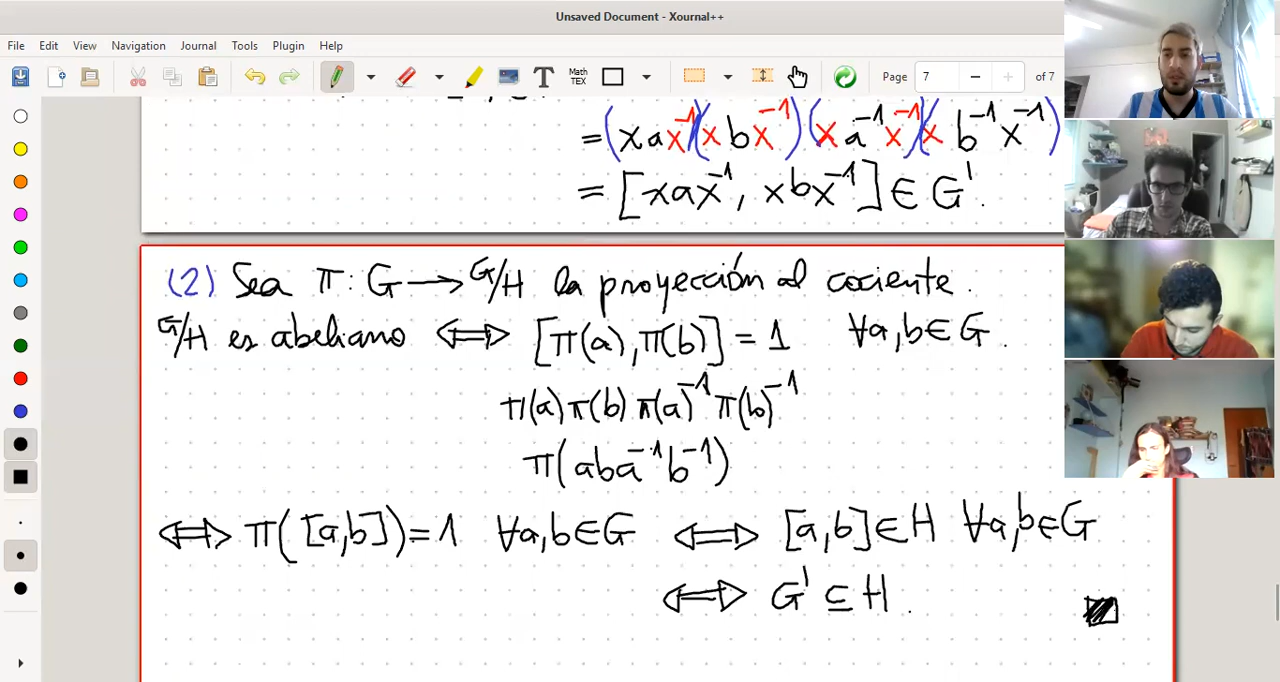 Unsaved Document - Xournal++
File Edit View Navigation Journal Tools Plugin Help
Math TEX Page 7 of 7
=(xax⁻¹)(xbx⁻¹)(xa⁻¹x⁻¹)(xb⁻¹x⁻¹)
= [xax⁻¹, xbx⁻¹] ∈ G'.
(2) Sea π: G → G/H la proyección al cociente.
G/H es abeliano ⟺ [π(a), π(b)] = 1 ∀a,b∈G.
π(a)π(b)π(a)⁻¹π(b)⁻¹
π(aba⁻¹b⁻¹)
⟺ π([a,b])=1 ∀a,b∈G ⟺ [a,b]∈H ∀a,b∈G
⟺ G' ⊆ H.